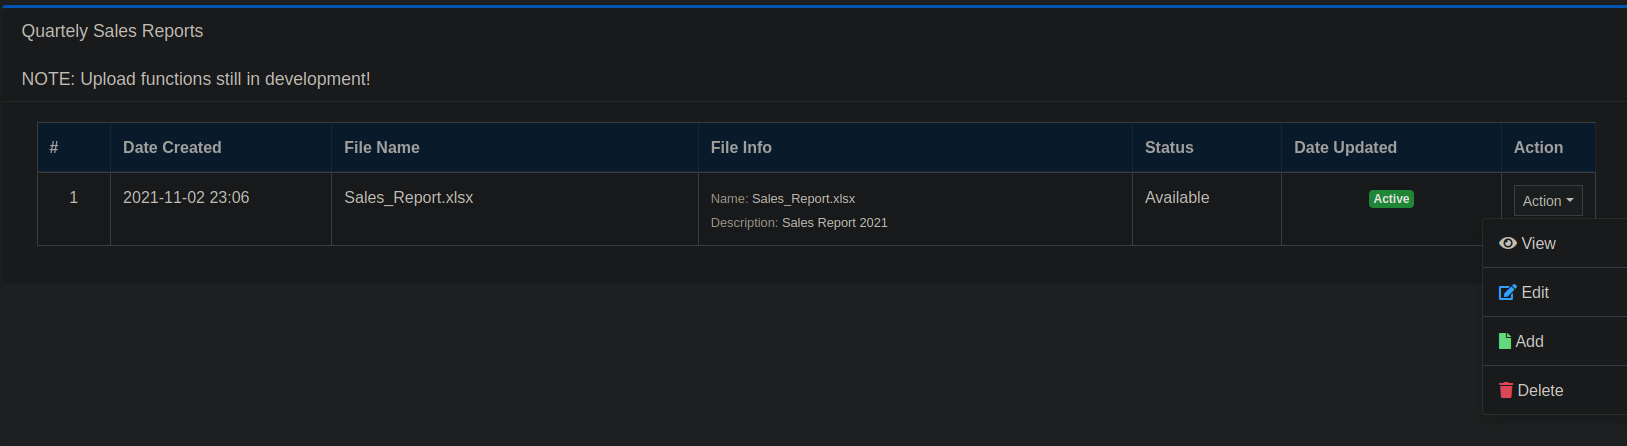 Quartely Sales Reports
NOTE: Upload functions still in development!
# Date Created File Name File Info Status Date Updated Action
1 2021-11-02 23:06 Sales_Report.xlsx Name: Sales_Report.xlsx Available Active Action
Description: Sales Report 2021
View
Edit
Add
Delete